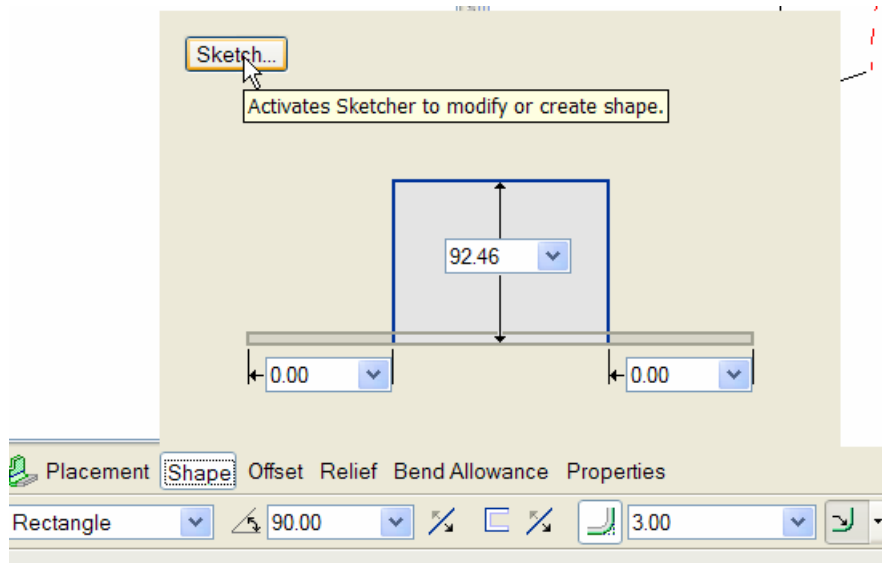 Sketch...
Activates Sketcher to modify or create shape.
92.46
0.00 0.00
Placement Shape Offset Relief Bend Allowance Properties
Rectangle 90.00 3.00